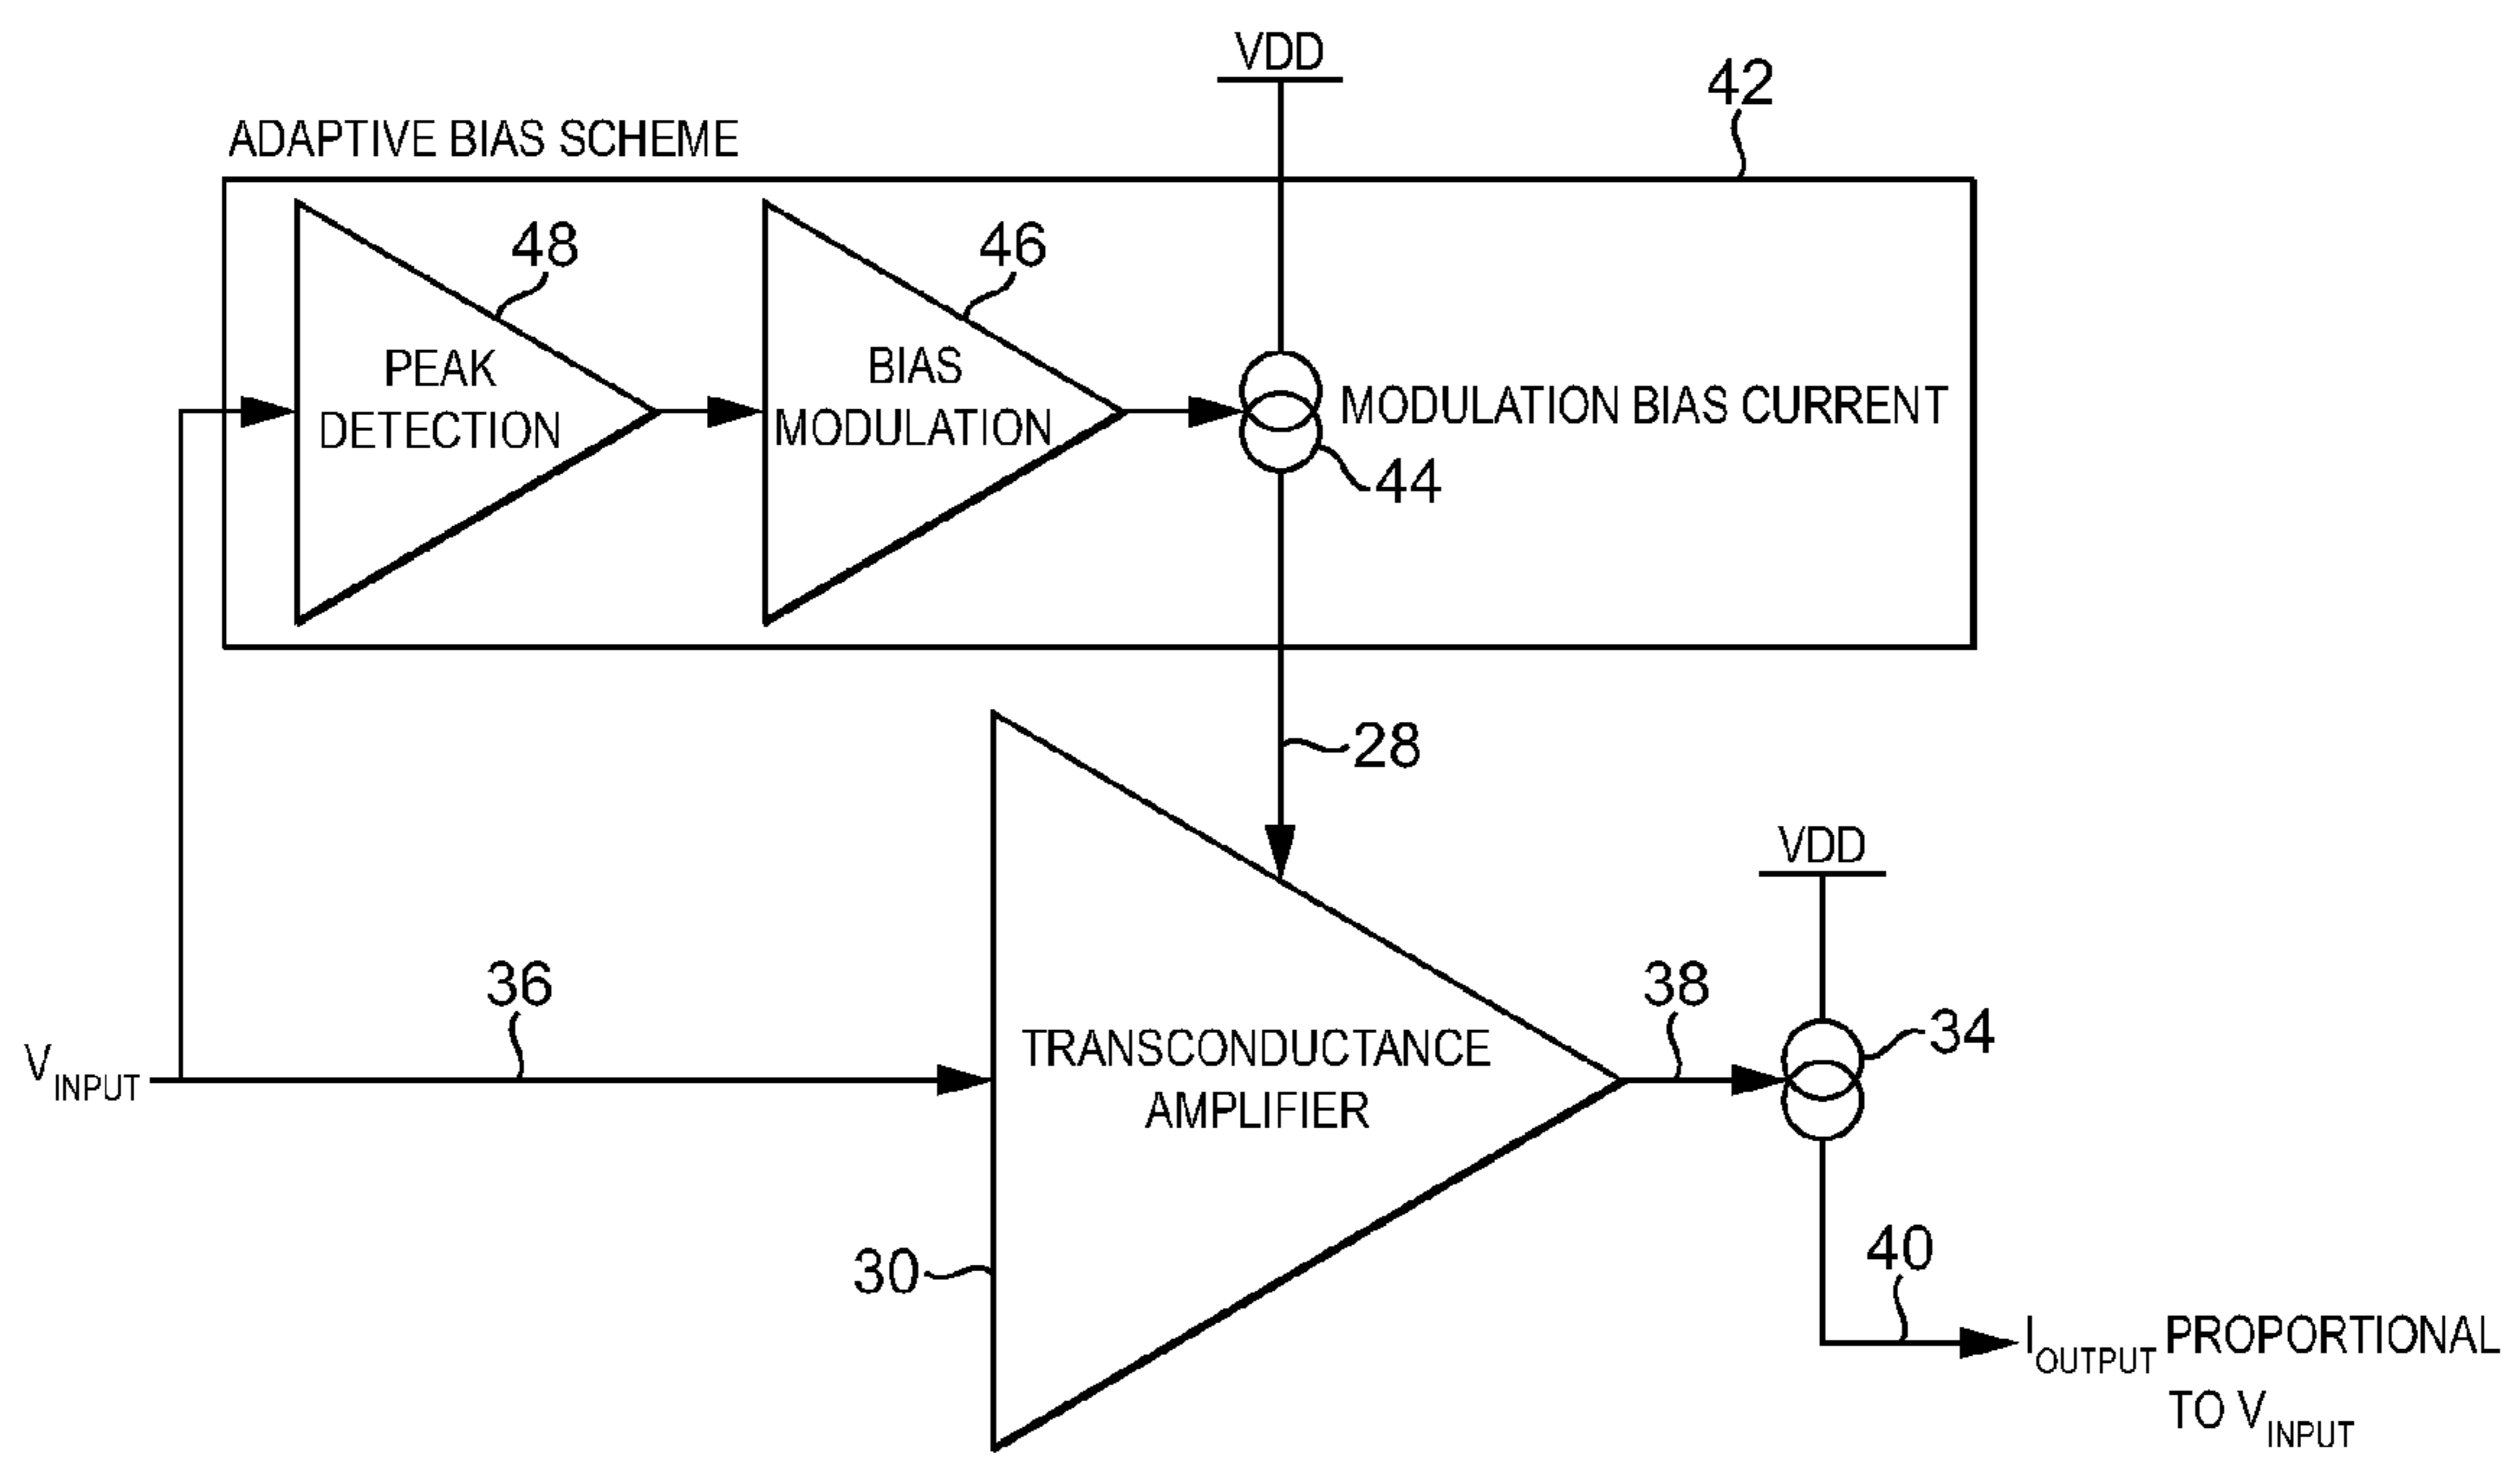 VDD
42
ADAPTIVE BIAS SCHEME
48
46
PEAK
DETECTION
BIAS
MODULATION
MODULATION BIAS CURRENT
44
28
VDD
36
38
34
VINPUT
TRANSCONDUCTANCE
AMPLIFIER
30
40
IOUTPUT PROPORTIONAL
TO VINPUT